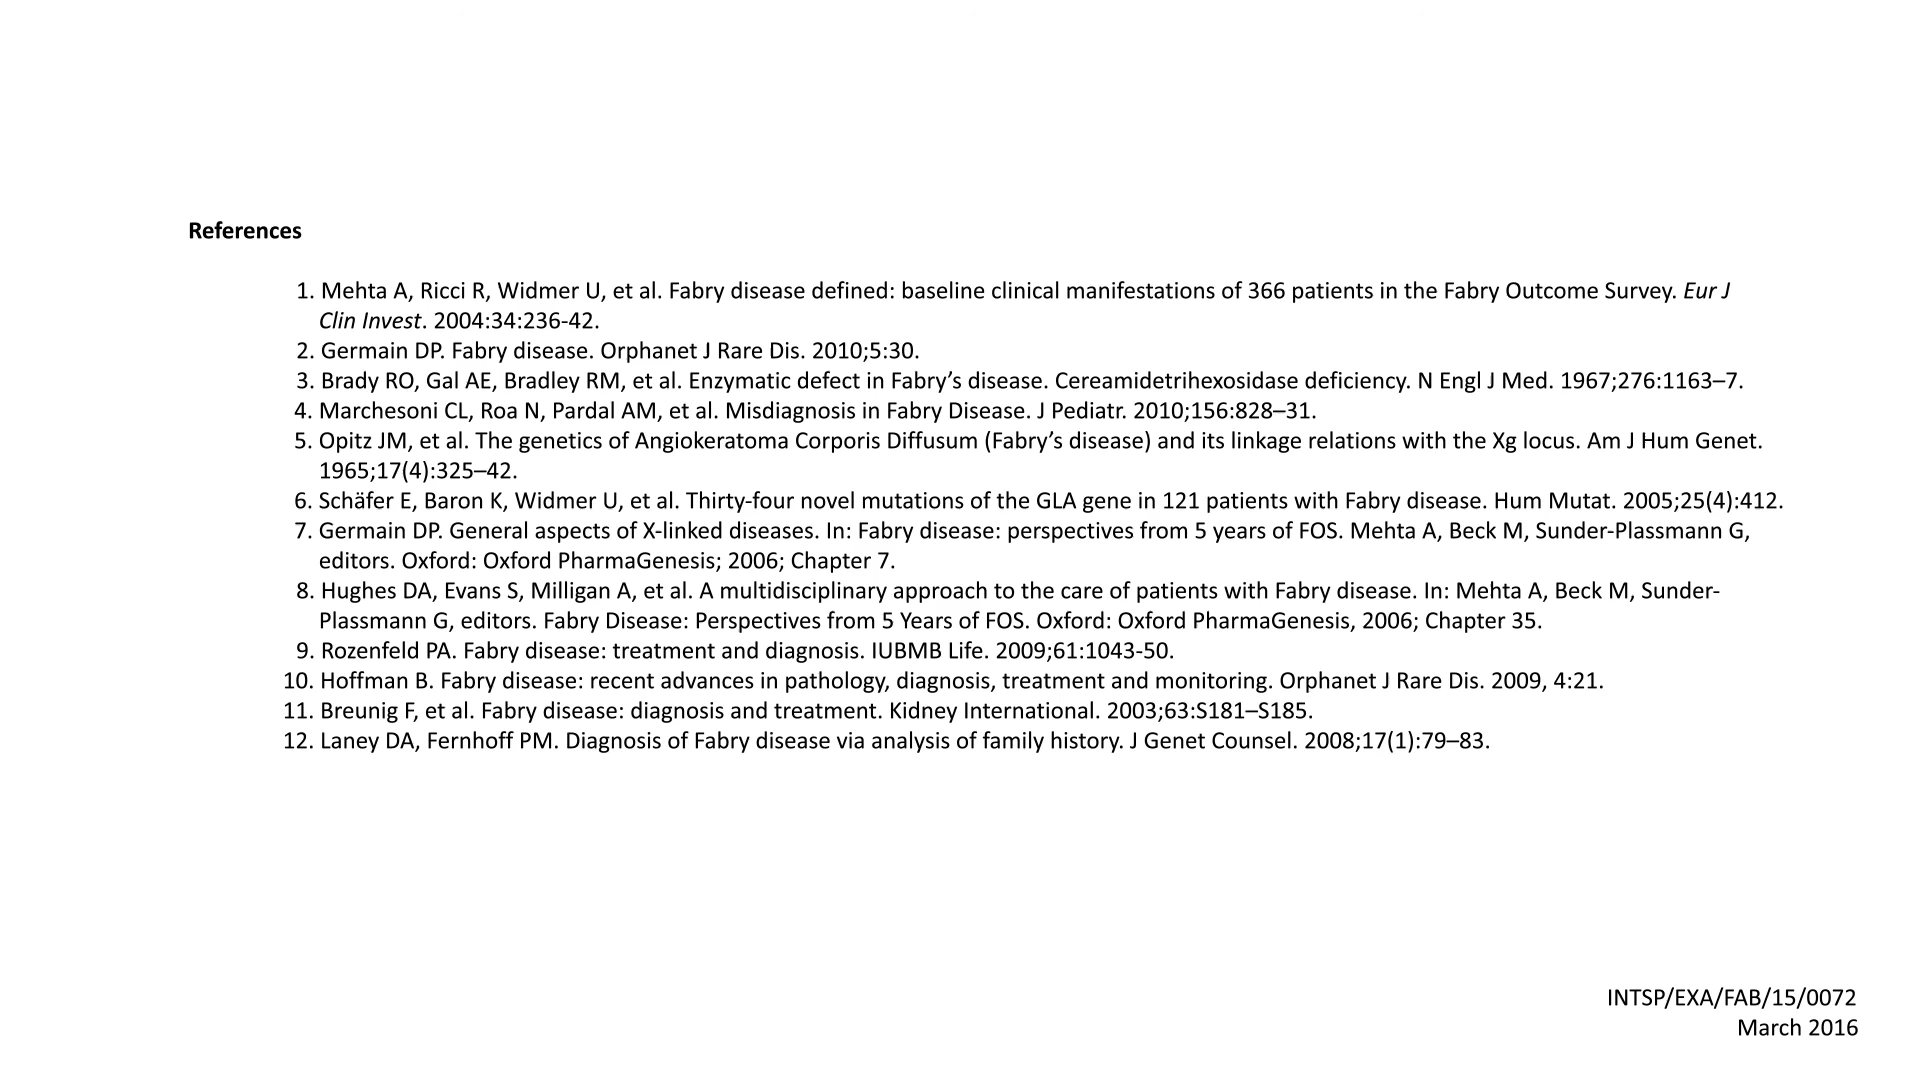 References
1. Mehta A, Ricci R, Widmer U, et al. Fabry disease defined: baseline clinical manifestations of 366 patients in the Fabry Outcome Survey. Eur J
Clin Invest. 2004:34:236-42.
2. Germain DP. Fabry disease. Orphanet J Rare Dis. 2010;5:30.
3. Brady RO, Gal AE, Bradley RM, et al. Enzymatic defect in Fabry’s disease. Cereamidetrihexosidase deficiency. N Engl J Med. 1967;276:1163–7.
4. Marchesoni CL, Roa N, Pardal AM, et al. Misdiagnosis in Fabry Disease. J Pediatr. 2010;156:828–31.
5. Opitz JM, et al. The genetics of Angiokeratoma Corporis Diffusum (Fabry’s disease) and its linkage relations with the Xg locus. Am J Hum Genet.
1965;17(4):325–42.
6. Schäfer E, Baron K, Widmer U, et al. Thirty-four novel mutations of the GLA gene in 121 patients with Fabry disease. Hum Mutat. 2005;25(4):412.
7. Germain DP. General aspects of X-linked diseases. In: Fabry disease: perspectives from 5 years of FOS. Mehta A, Beck M, Sunder-Plassmann G,
editors. Oxford: Oxford PharmaGenesis; 2006; Chapter 7.
8. Hughes DA, Evans S, Milligan A, et al. A multidisciplinary approach to the care of patients with Fabry disease. In: Mehta A, Beck M, Sunder-
Plassmann G, editors. Fabry Disease: Perspectives from 5 Years of FOS. Oxford: Oxford PharmaGenesis, 2006; Chapter 35.
9. Rozenfeld PA. Fabry disease: treatment and diagnosis. IUBMB Life. 2009;61:1043-50.
10. Hoffman B. Fabry disease: recent advances in pathology, diagnosis, treatment and monitoring. Orphanet J Rare Dis. 2009, 4:21.
11. Breunig F, et al. Fabry disease: diagnosis and treatment. Kidney International. 2003;63:S181–S185.
12. Laney DA, Fernhoff PM. Diagnosis of Fabry disease via analysis of family history. J Genet Counsel. 2008;17(1):79–83.
INTSP/EXA/FAB/15/0072
March 2016